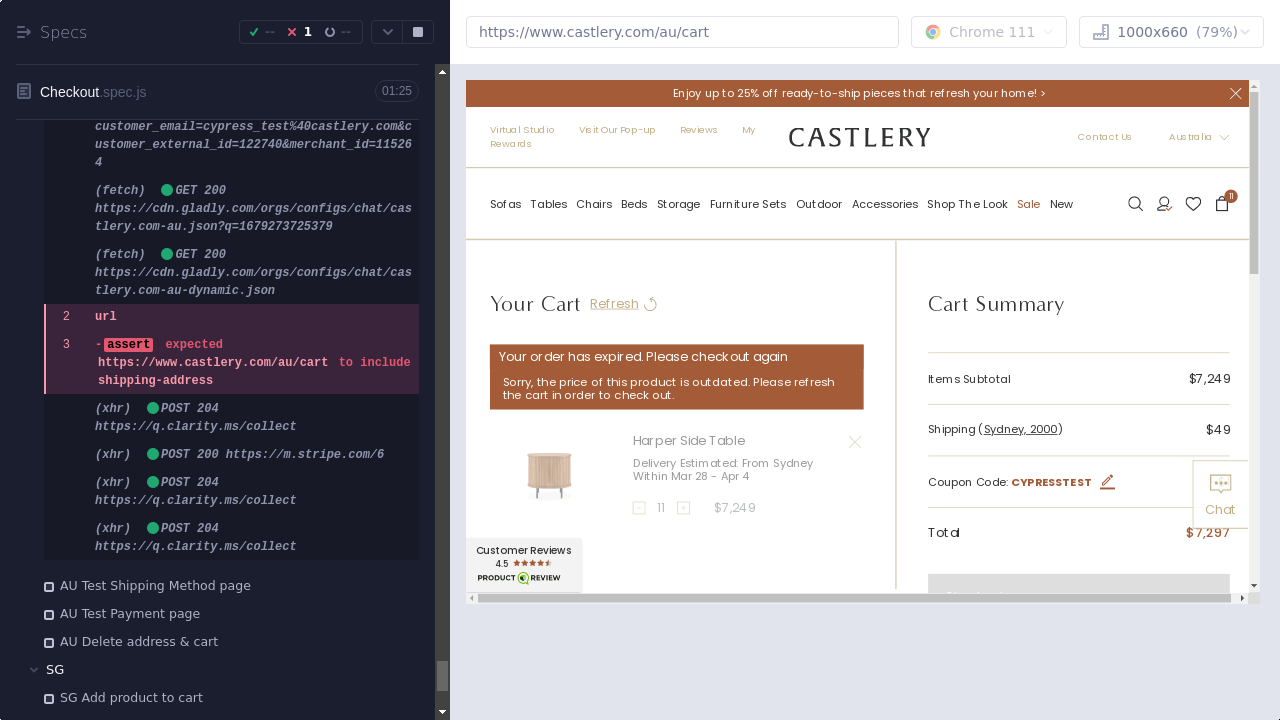 Specs
--
1
--
Checkout.spec.js
01:25
customer_email=cypress_test%40castlery.com&c
ustomer_external_id=122740&merchant_id=11526
4
(fetch) GET 200
https://cdn.gladly.com/orgs/configs/chat/cas
tlery.com-au.json?q=1679273725379
(fetch) GET 200
https://cdn.gladly.com/orgs/configs/chat/cas
tlery.com-au-dynamic.json
2 url
3 -assert expected
https://www.castlery.com/au/cart to include
shipping-address
(xhr) POST 204
https://q.clarity.ms/collect
(xhr) POST 200 https://m.stripe.com/6
(xhr) POST 204
https://q.clarity.ms/collect
(xhr) POST 204
https://q.clarity.ms/collect
AU Test Shipping Method page
AU Test Payment page
AU Delete address & cart
SG
SG Add product to cart
https://www.castlery.com/au/cart
Chrome 111
1000x660 (79%)
Enjoy up to 25% off ready-to-ship pieces that refresh your home! >
Virtual Studio Visit Our Pop-up Reviews My
Rewards
CASTLERY
Contact Us
Australia
Sofas Tables Chairs Beds Storage Furniture Sets Outdoor Accessories Shop The Look Sale New
11
Your Cart Refresh
Your order has expired. Please checkout again
Sorry, the price of this product is outdated. Please refresh
the cart in order to check out.
Harper Side Table
Delivery Estimated: From Sydney
Within Mar 28 - Apr 4
- 11 + $7,249
Customer Reviews
4.5
PRODUCT REVIEW
Cart Summary
Items Subtotal $7,249
Shipping (Sydney, 2000) $49
Coupon Code: CYPRESSTEST
Chat
Total $7,297